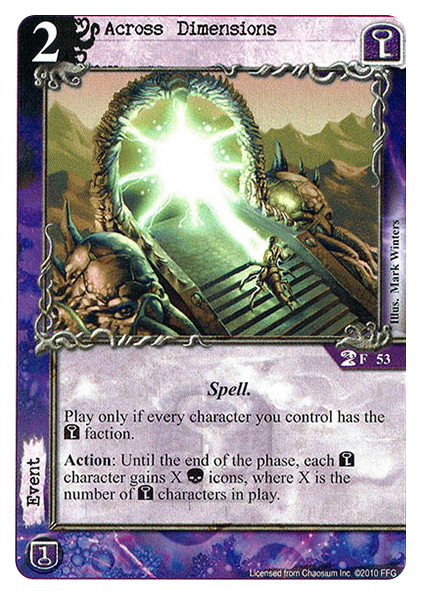 2
Across Dimensions
Illus. Mark Winters
F 53
Spell.
Play only if every character you control has the
faction.
Action: Until the end of the phase, each
character gains X icons, where X is the
number of characters in play.
Event
1
Licensed from Chaosium Inc. ©2010 FFG